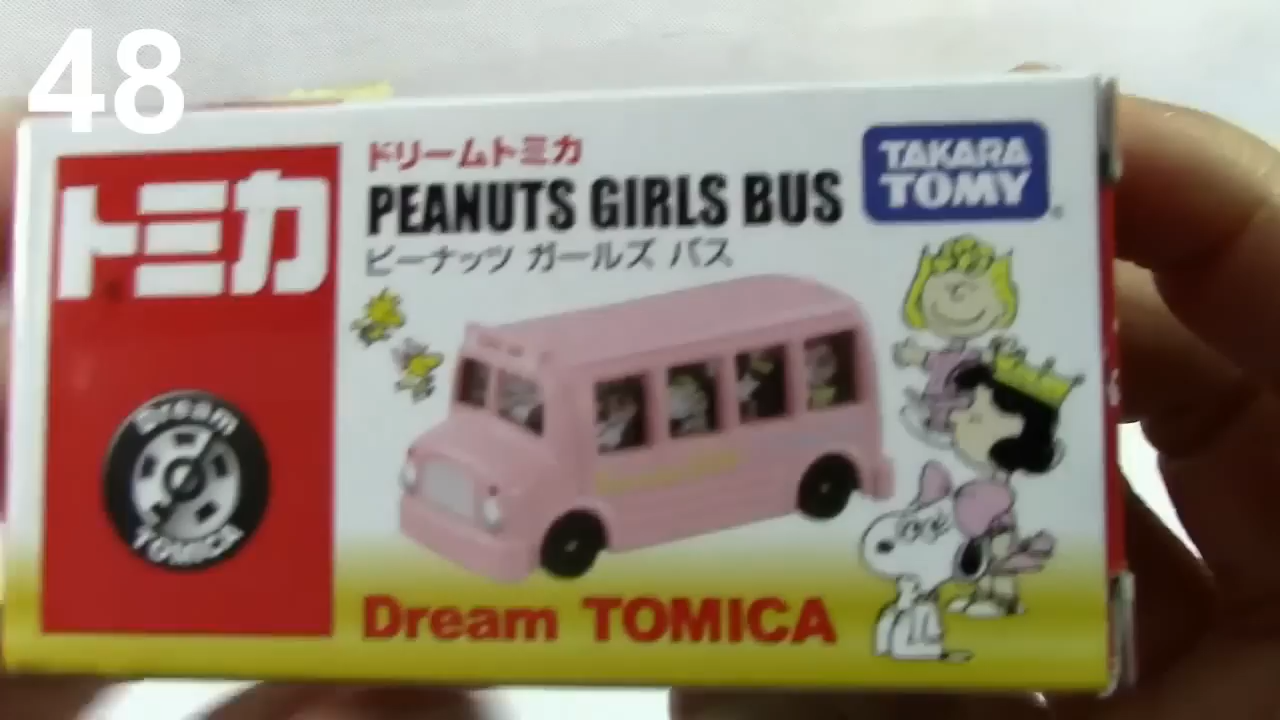 48
トミカ
Dream
TOMICA
ドリームトミカ
PEANUTS GIRLS BUS
ピーナッツ ガールズ バス
TAKARA
TOMY
Dream TOMICA